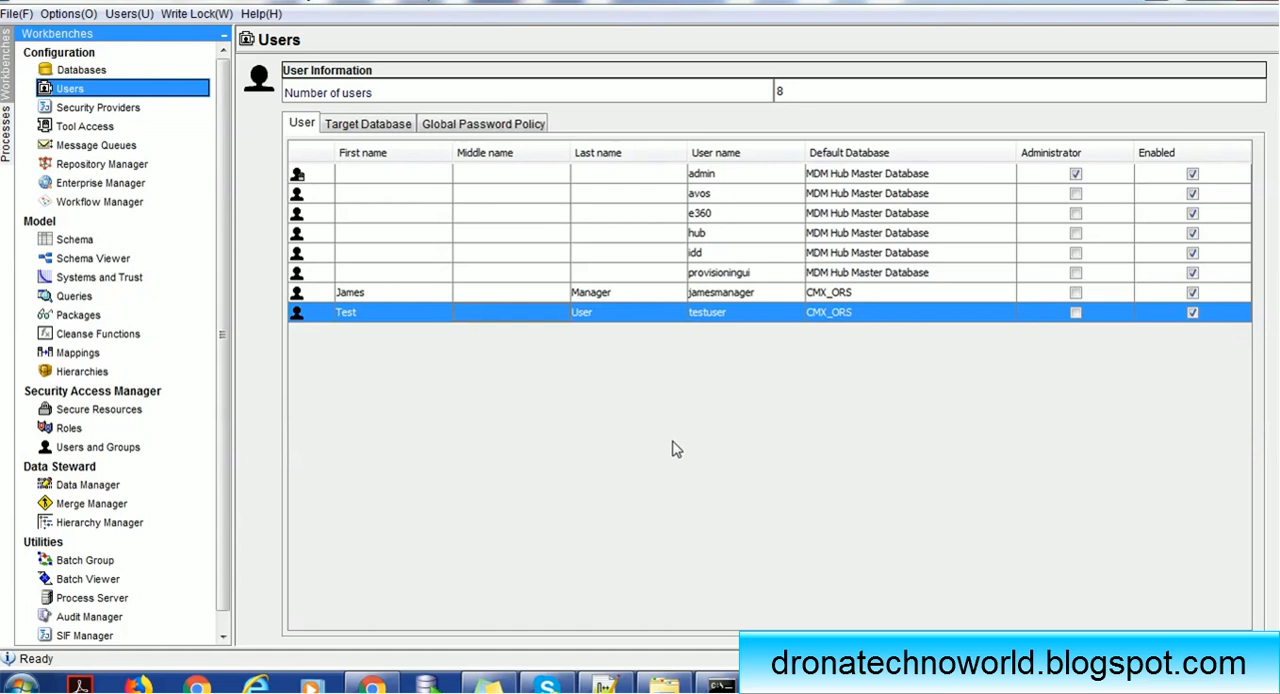 File(F) Options(O) Users(U) Write Lock(W) Help(H)
Workbenches
Processes
Workbenches
Configuration
Databases
Users
Security Providers
Tool Access
Message Queues
Repository Manager
Enterprise Manager
Workflow Manager
Model
Schema
Schema Viewer
Systems and Trust
Queries
Packages
Cleanse Functions
Mappings
Hierarchies
Security Access Manager
Secure Resources
Roles
Users and Groups
Data Steward
Data Manager
Merge Manager
Hierarchy Manager
Utilities
Batch Group
Batch Viewer
Process Server
Audit Manager
SIF Manager
Users
User Information
Number of users 8
User Target Database Global Password Policy
First name Middle name Last name User name Default Database Administrator Enabled
admin MDM Hub Master Database
avos MDM Hub Master Database
e360 MDM Hub Master Database
hub MDM Hub Master Database
idd MDM Hub Master Database
provisioningui MDM Hub Master Database
James Manager jamesmanager CMX_ORS
Test User testuser CMX_ORS
Ready
dronatechnoworld.blogspot.com